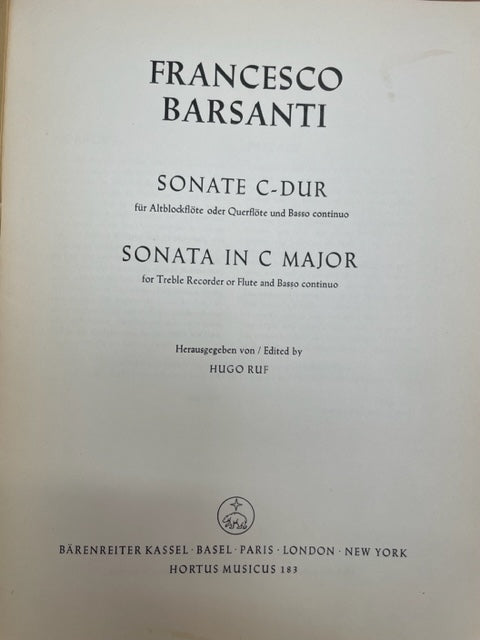 FRANCESCO
BARSANTI
SONATE C-DUR
für Altblockflöte oder Querflöte und Basso continuo
SONATA IN C MAJOR
for Treble Recorder or Flute and Basso continuo
Herausgegeben von / Edited by
HUGO RUF
BÄRENREITER KASSEL · BASEL · PARIS · LONDON · NEW YORK
HORTUS MUSICUS 183